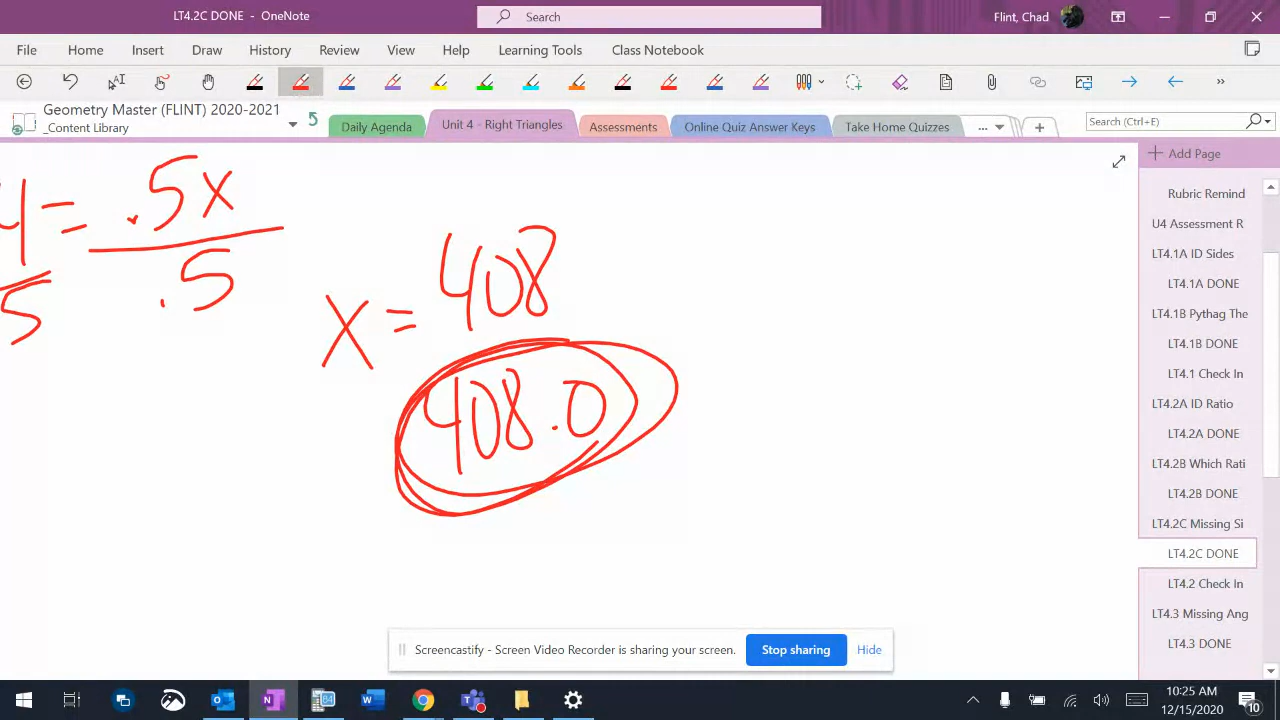 LT4.2C DONE - OneNote
Search
Flint, Chad
File Home Insert Draw History Review View Help Learning Tools Class Notebook
Geometry Master (FLINT) 2020-2021
_Content Library
Daily Agenda
Unit 4 - Right Triangles
Assessments
Online Quiz Answer Keys
Take Home Quizzes
...
Search (Ctrl+E)
Add Page
Rubric Remind
U4 Assessment R
LT4.1A ID Sides
LT4.1A DONE
LT4.1B Pythag The
LT4.1B DONE
LT4.1 Check In
LT4.2A ID Ratio
LT4.2A DONE
LT4.2B Which Rati
LT4.2B DONE
LT4.2C Missing Si
LT4.2C DONE
LT4.2 Check In
LT4.3 Missing Ang
LT4.3 DONE
4 = .5x
5 .5
x = 408
408.0
Screencastify - Screen Video Recorder is sharing your screen.
Stop sharing
Hide
10:25 AM
12/15/2020
10